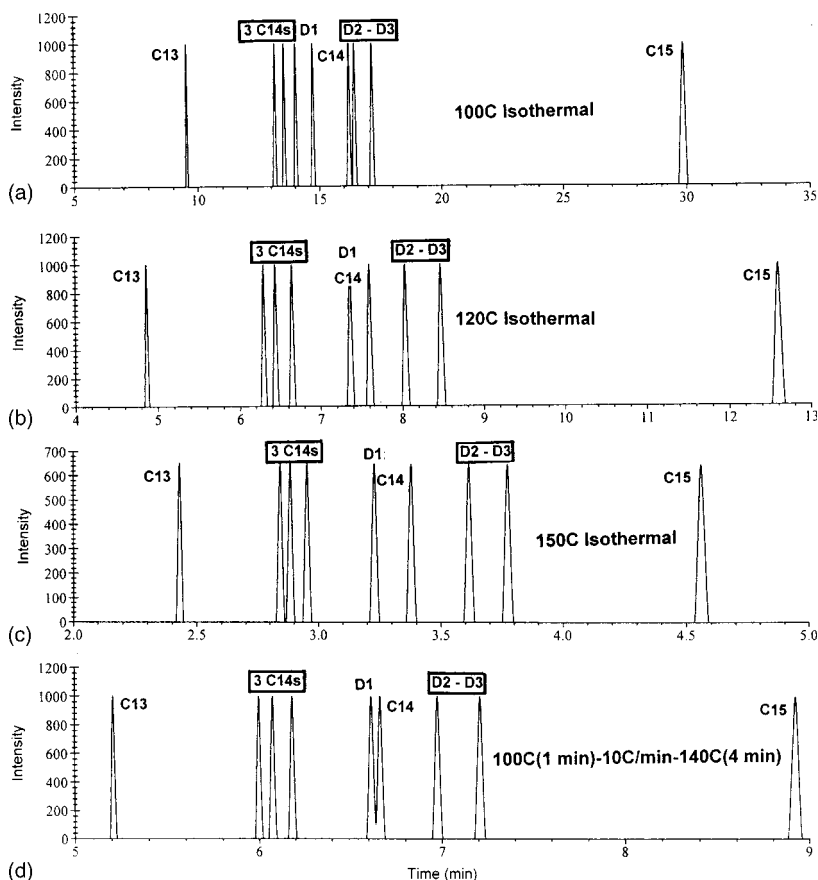 1200
1000
800
600
400
200
0
Intensity
C13
3 C14s
D1
C14
D2 - D3
C15
100C Isothermal
5
10
15
20
25
30
35
(a)
1200
1000
800
600
400
200
0
Intensity
C13
3 C14s
D1
C14
D2 - D3
C15
120C Isothermal
4
5
6
7
8
9
10
11
12
13
(b)
700
600
500
400
300
200
100
0
Intensity
C13
3 C14s
D1:
C14
D2 - D3
C15
150C Isothermal
2.0
2.5
3.0
3.5
4.0
4.5
5.0
(c)
1200
1000
800
600
400
200
0
Intensity
C13
3 C14s
D1
C14
D2 - D3
C15
100C(1 min)-10C/min-140C(4 min)
5
6
7
8
9
(d)
Time (min)